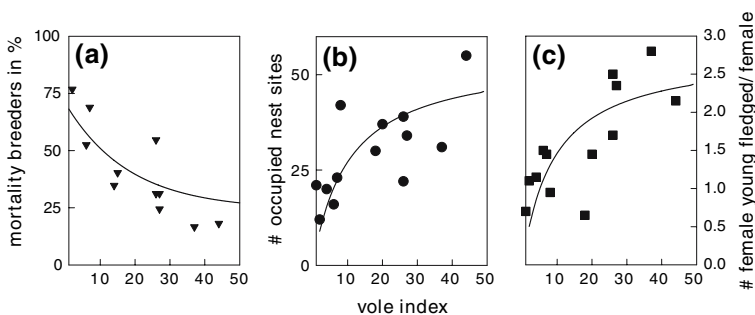 (a)
(b)
(c)
mortality breeders in %
100
75
50
25
0
10 20 30 40 50
# occupied nest sites
50
25
0
10 20 30 40 50
vole index
10 20 30 40 50
3.0
2.5
2.0
1.5
1.0
0.5
0.0
# female young fledged/ female